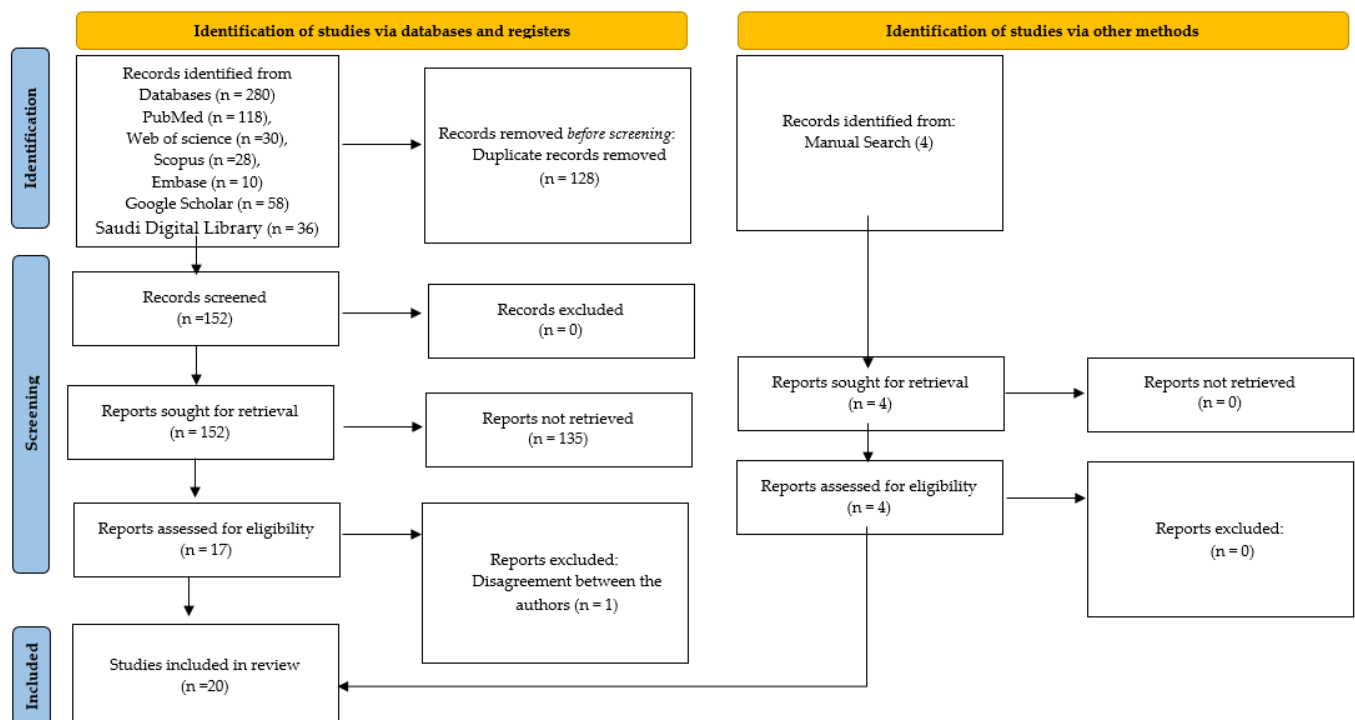 Identification of studies via databases and registers
Identification of studies via other methods
Identification
Records identified from
Databases (n = 280)
PubMed (n = 118),
Web of science (n =30),
Scopus (n =28),
Embase (n = 10)
Google Scholar (n = 58)
Saudi Digital Library (n = 36)
Records removed before screening:
Duplicate records removed
(n = 128)
Records identified from:
Manual Search (4)
Screening
Records screened
(n =152)
Records excluded
(n = 0)
Reports sought for retrieval
(n = 152)
Reports not retrieved
(n = 135)
Reports sought for retrieval
(n = 4)
Reports not retrieved
(n = 0)
Reports assessed for eligibility
(n = 17)
Reports excluded:
Disagreement between the
authors (n = 1)
Reports assessed for eligibility
(n = 4)
Reports excluded:
(n = 0)
Included
Studies included in review
(n =20)